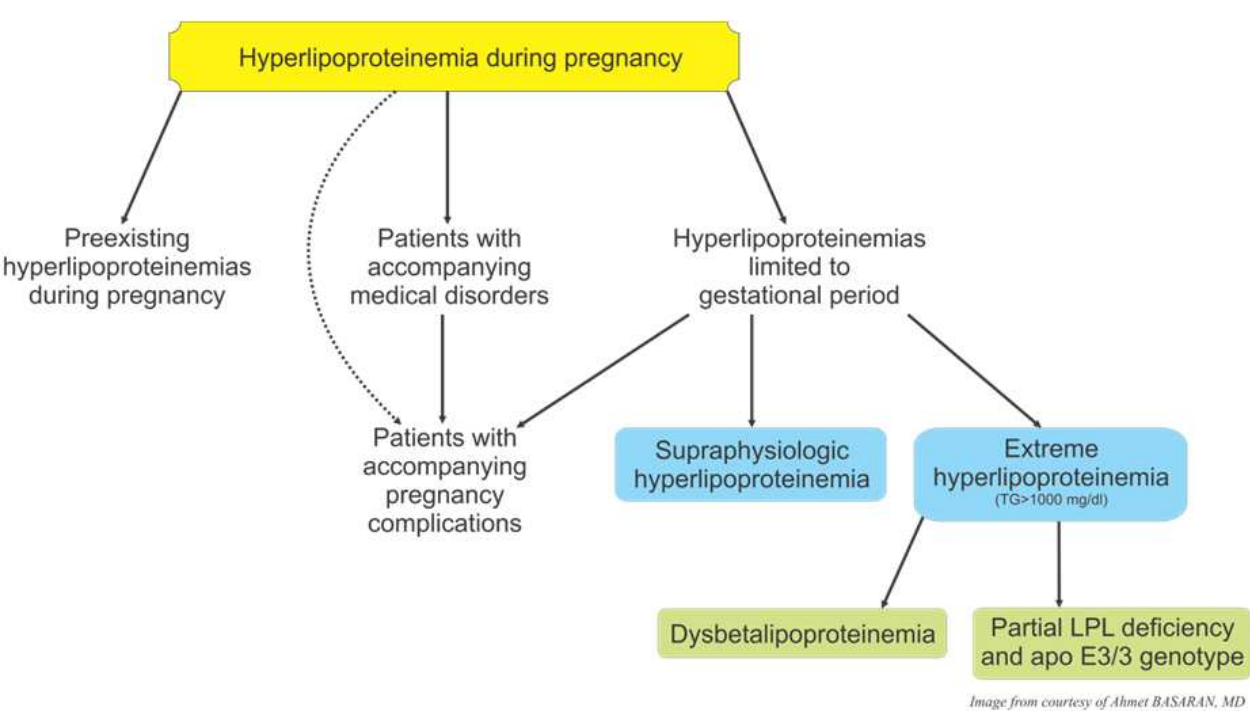 Hyperlipoproteinemia during pregnancy
Preexisting
hyperlipoproteinemias
during pregnancy
Patients with
accompanying
medical disorders
Hyperlipoproteinemias
limited to
gestational period
Patients with
accompanying
pregnancy
complications
Supraphysiologic
hyperlipoproteinemia
Extreme
hyperlipoproteinemia
(TG>1000 mg/dl)
Dysbetalipoproteinemia
Partial LPL deficiency
and apo E3/3 genotype
Image from courtesy of Ahmet BASARAN, MD